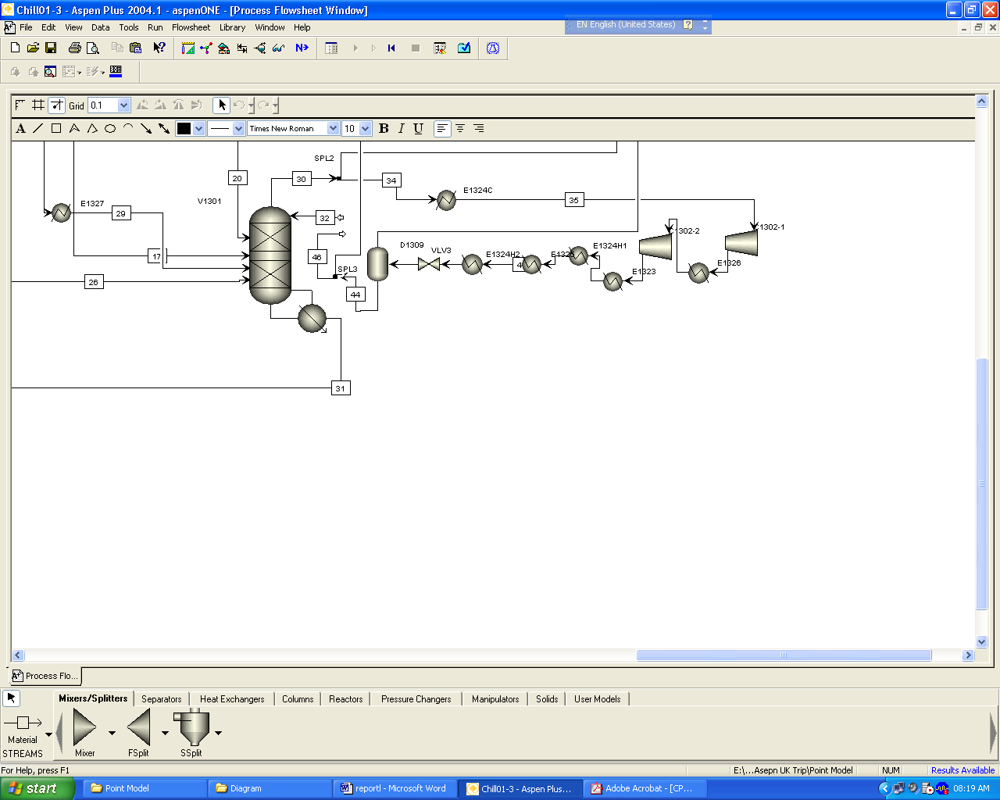 Chill01-3 - Aspen Plus 2004.1 - aspenONE - [Process Flowsheet Window]
EN English (United States) ?
File Edit View Data Tools Run Flowsheet Library Window Help
N
Grid 0.1
A Times New Roman 10 B I U
SPL2
20 30 34
E1324C
E1327 V1301 35
29 32
1302-2 1302-1
D1309 VLV3 E1324H2 E1324H1
17 46
SPL3 E1323 E1326
26 44
31
Process Flo...
Mixers/Splitters Separators Heat Exchangers Columns Reactors Pressure Changers Manipulators Solids User Models
Material
STREAMS
Mixer FSplit SSplit
For Help, press F1 E:\...Asepn UK Trip\Point Model NUM Results Available
start Point Model Diagram reportl - Microsoft Word Chill01-3 - Aspen Plus... Adobe Acrobat - [CP... 08:19 AM